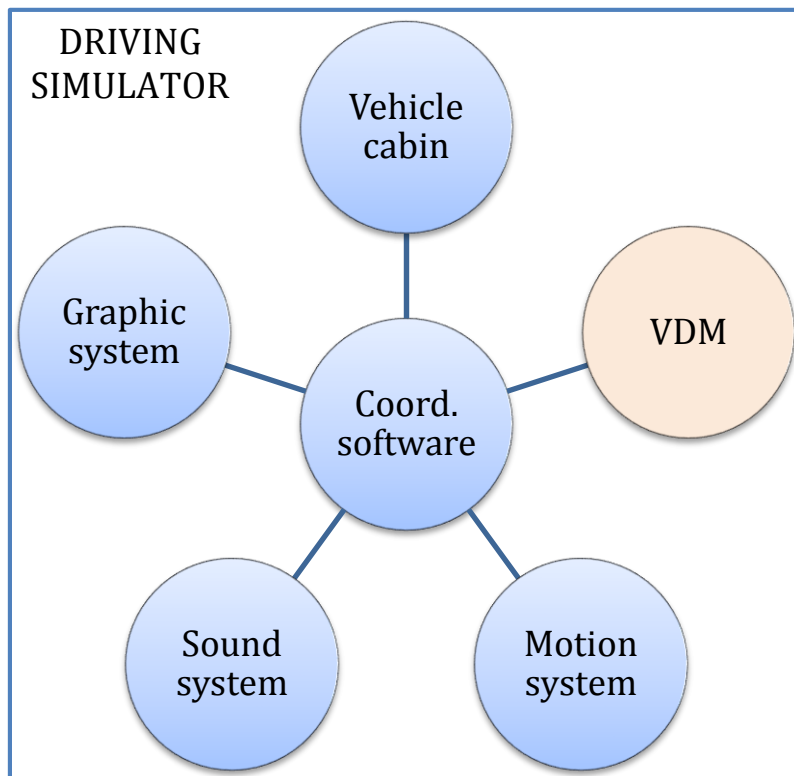 DRIVING
SIMULATOR
Vehicle
cabin
Graphic
system
VDM
Coord.
software
Sound
system
Motion
system